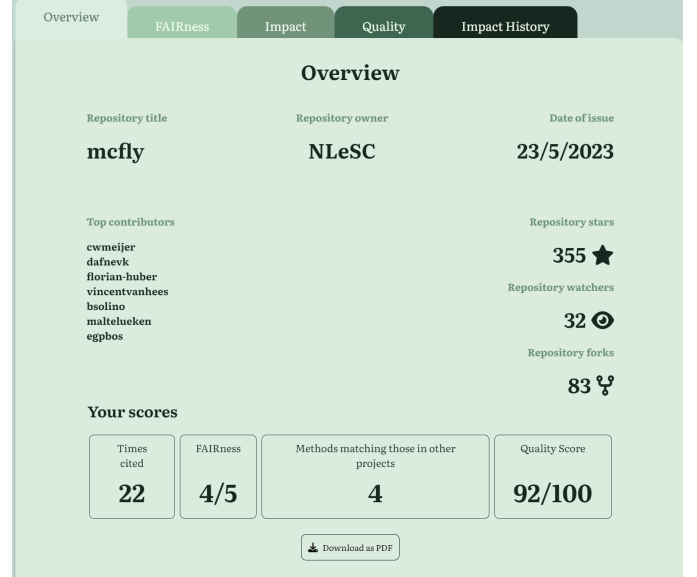 Overview
FAIRness
Impact
Quality
Impact History
Overview
Repository title
Repository owner
Date of issue
mcfly
NLeSC
23/5/2023
Top contributors
cwmeijer
dafnevk
florian-huber
vincentvanhees
bsolino
maltelueken
egpbos
Repository stars
355
Repository watchers
32
Repository forks
83
Your scores
Times
cited
22
FAIRness
4/5
Methods matching those in other
projects
4
Quality Score
92/100
Download as PDF